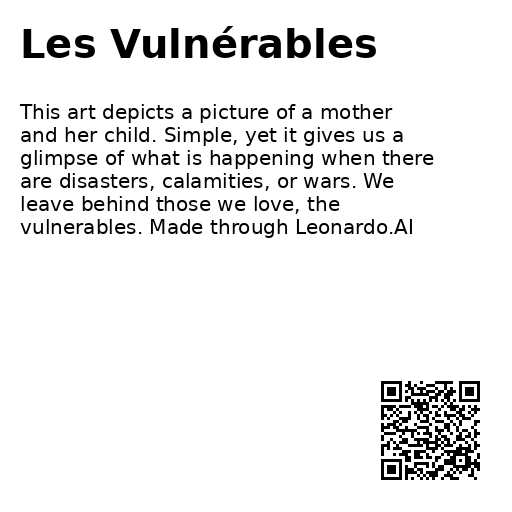 Les Vulnérables
This art depicts a picture of a mother
and her child. Simple, yet it gives us a
glimpse of what is happening when there
are disasters, calamities, or wars. We
leave behind those we love, the
vulnerables. Made through Leonardo.AI